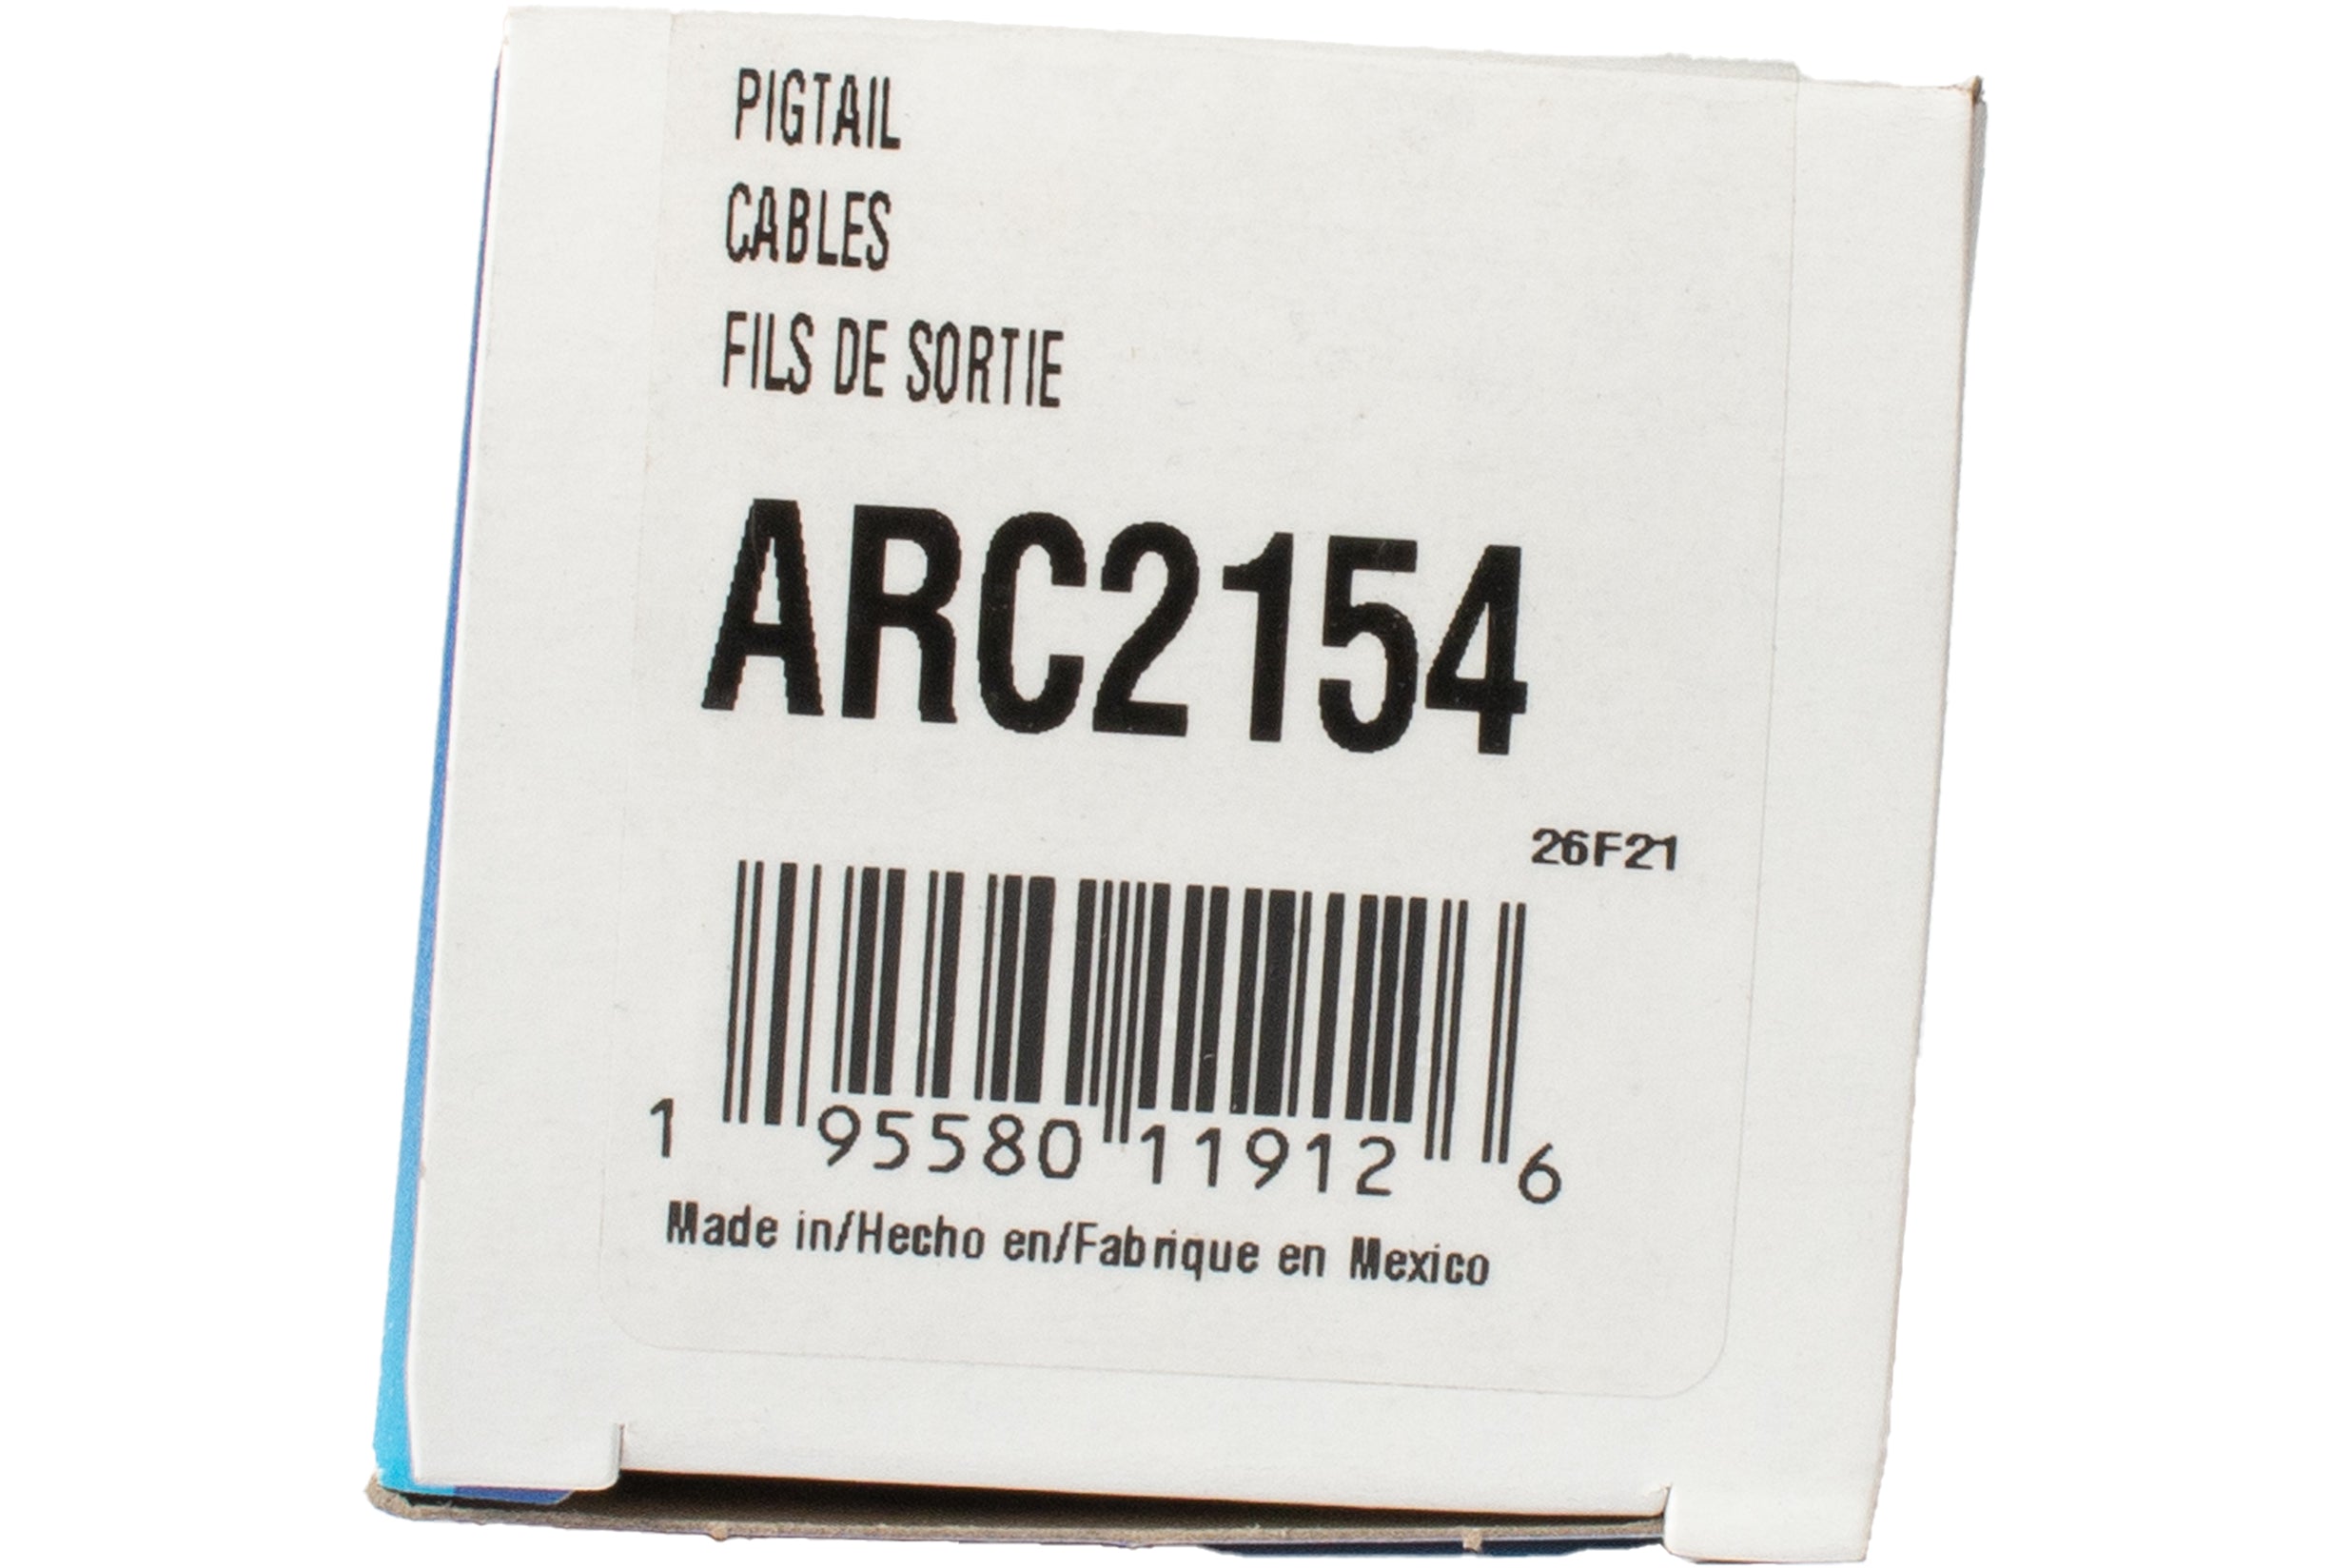 PIGTAIL
CABLES
FILS DE SORTIE
ARC2154
26F21
1 95580 11912 6
Made in/Hecho en/Fabrique en Mexico